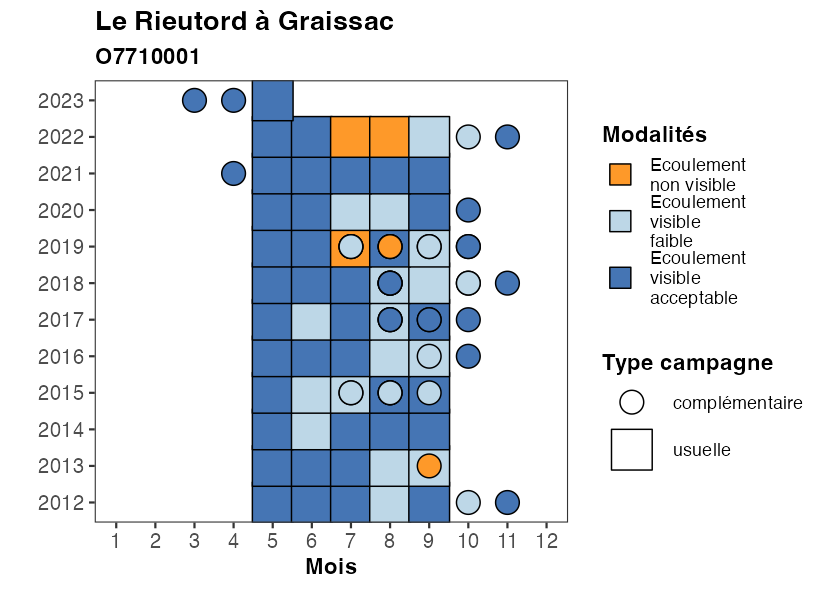 Le Rieutord à Graissac
O7710001
2023
2022
2021
2020
2019
2018
2017
2016
2015
2014
2013
2012
1 2 3 4 5 6 7 8 9 10 11 12
Mois
Modalités
Ecoulement
non visible
Ecoulement
visible
faible
Ecoulement
visible
acceptable
Type campagne
complémentaire
usuelle